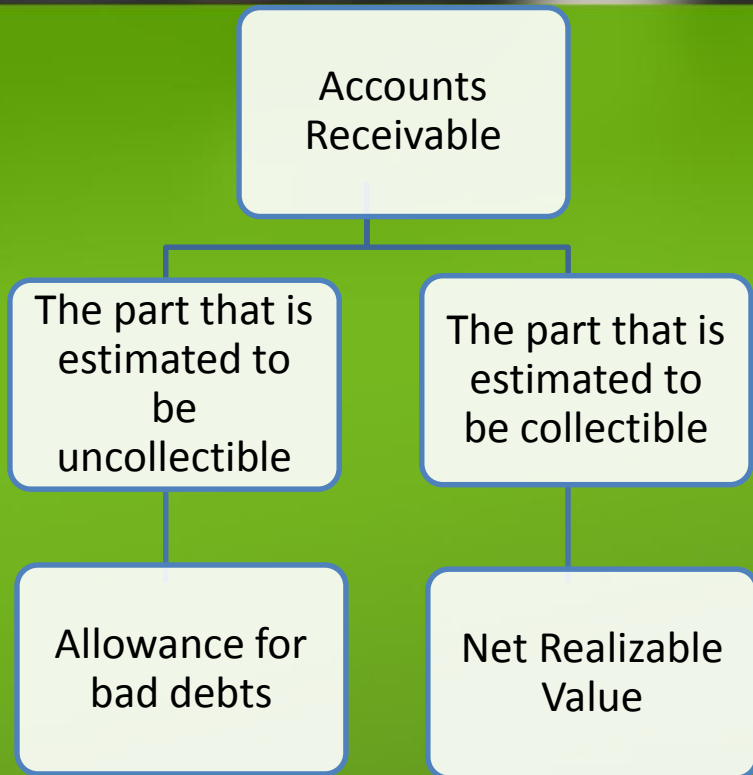 Accounts
Receivable
The part that is
estimated to
be
uncollectible
The part that is
estimated to
be collectible
Allowance for
bad debts
Net Realizable
Value